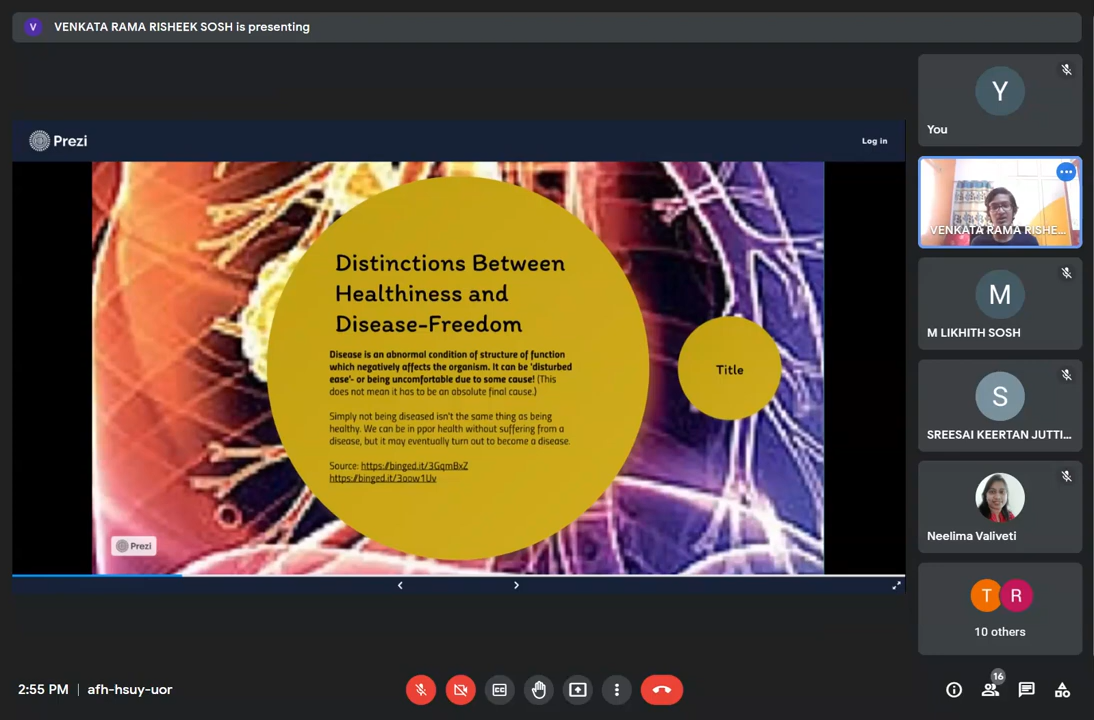 V VENKATA RAMA RISHEEK SOSH is presenting
Prezi
Log in
Distinctions Between
Healthiness and
Disease-Freedom
Disease is an abnormal condition of structure of function
which negatively affects the organism. It can be 'disturbed
ease'- or being uncomfortable due to some cause! (This
does not mean it has to be an absolute final cause.)
Simply not being diseased isn't the same thing as being
healthy. We can be in ppor health without suffering from a
disease, but it may eventually turn out to become a disease.
Source: https://binged.it/3GqmBxZ
https://binged.it/3oow1Uv
Title
Prezi
Y
You
VENKATA RAMA RISHE...
M
M LIKHITH SOSH
S
SREESAI KEERTAN JUTTI...
Neelima Valiveti
T R
10 others
2:55 PM | afh-hsuy-uor
CC
16